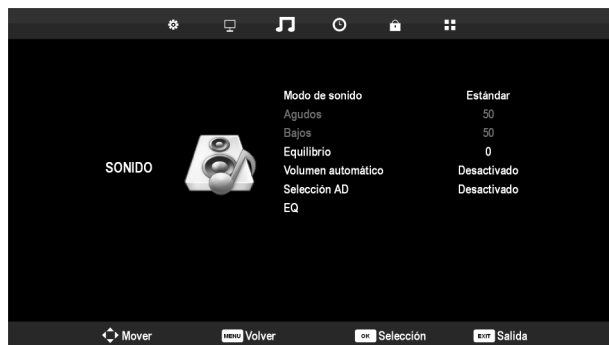 Modo de sonido Estándar
Agudos 50
Bajos 50
Equilibrio 0
SONIDO
Volumen automático Desactivado
Selección AD Desactivado
EQ
Mover MENU Volver OK Selección EXIT Salida